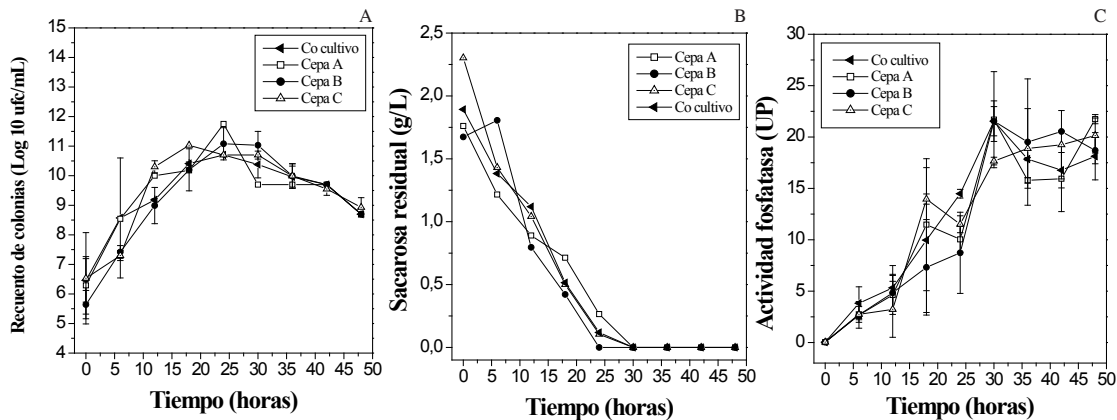 A
Recuento de colonias (Log 10 ufc/mL)
15
14
13
12
11
10
9
8
7
6
5
4
Co cultivo
Cepa A
Cepa B
Cepa C
0 5 10 15 20 25 30 35 40 45 50
Tiempo (horas)
B
Sacarosa residual (g/L)
2,5
2,0
1,5
1,0
0,5
0,0
Cepa A
Cepa B
Cepa C
Co cultivo
0 5 10 15 20 25 30 35 40 45 50
Tiempo (horas)
C
Actividad fosfatasa (UP)
30
25
20
15
10
5
0
Co cultivo
Cepa A
Cepa B
Cepa C
0 5 10 15 20 25 30 35 40 45 50
Tiempo (horas)